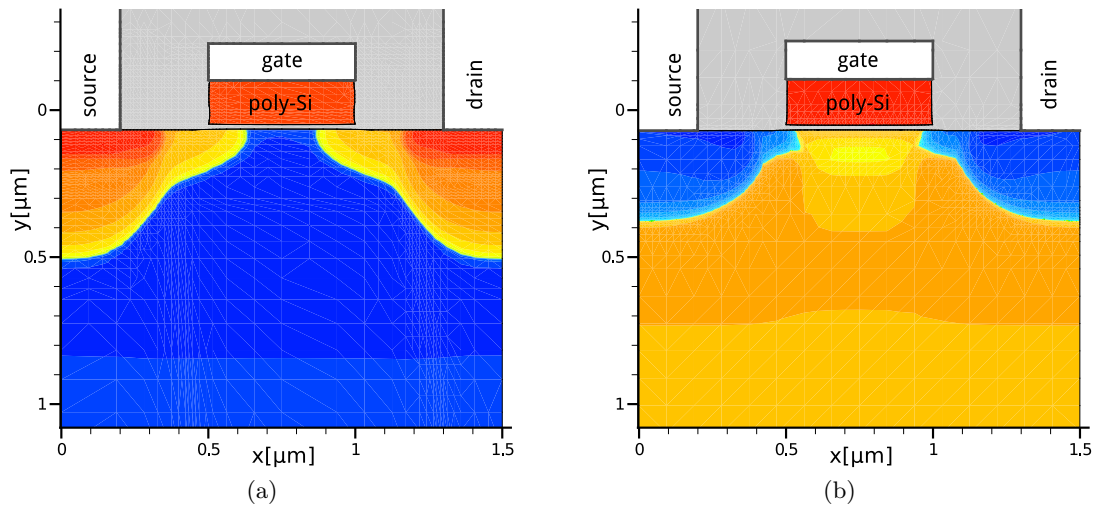 source
gate
poly-Si
drain
0
0.5
1
y[μm]
0
0.5
1
1.5
x[μm]
(a)
source
gate
poly-Si
drain
0
0.5
1
y[μm]
0
0.5
1
1.5
x[μm]
(b)